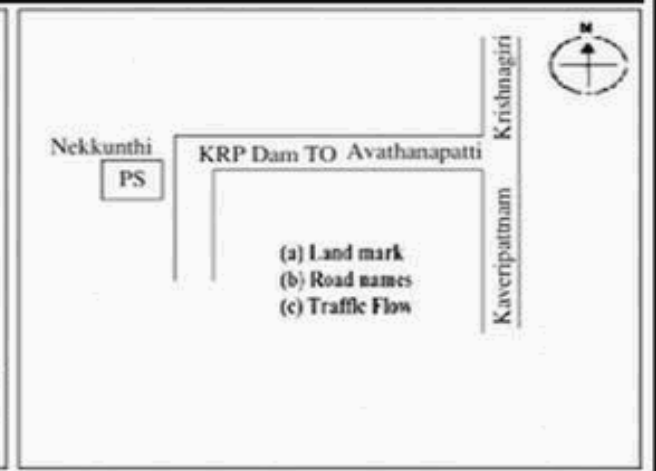 N
Krishnagiri
Nekkunthi
KRP Dam TO Avathanapatti
PS
Kaveripattnam
(a) Land mark
(b) Road names
(c) Traffic Flow